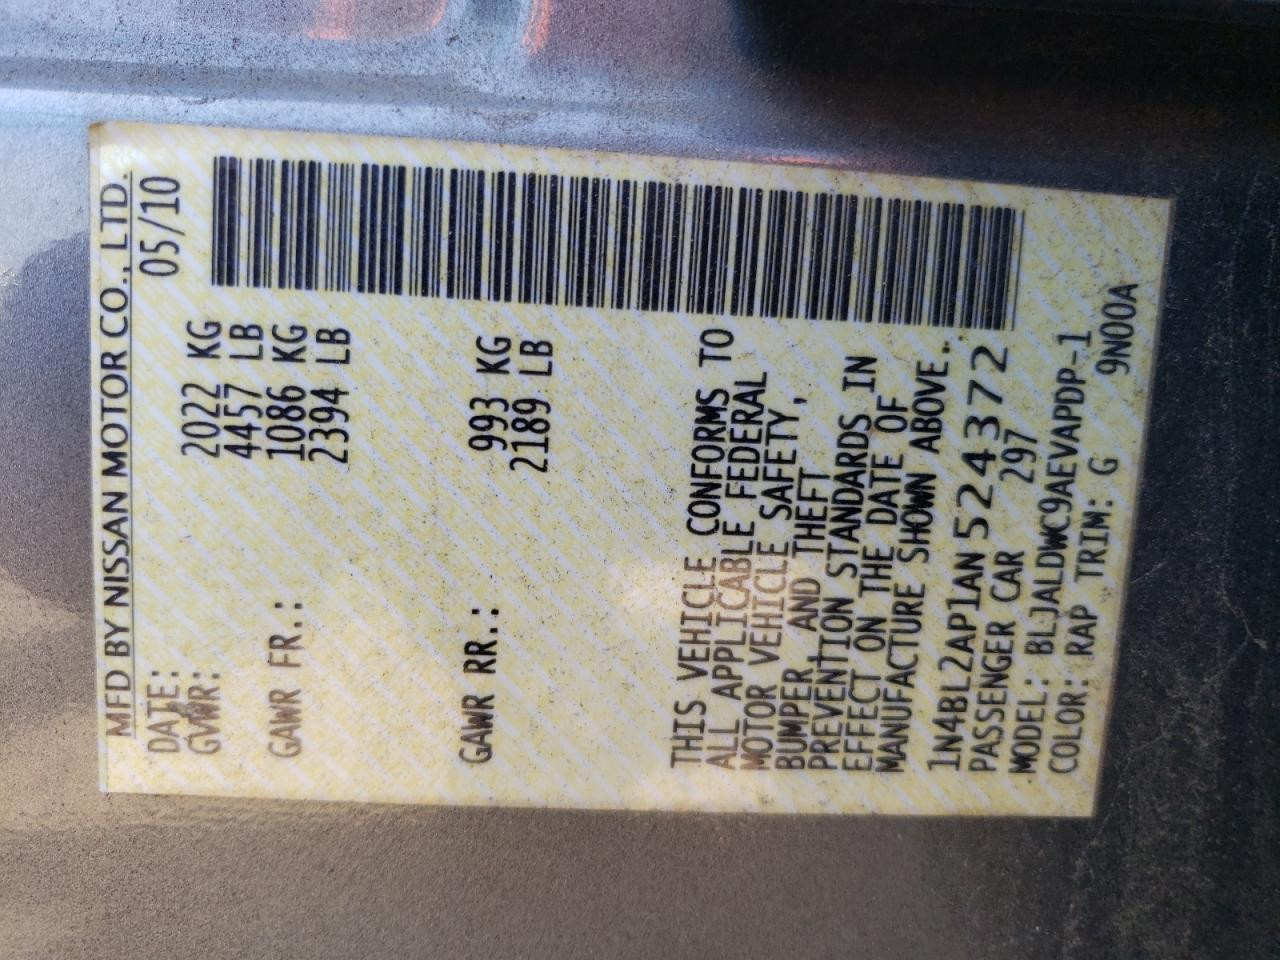 MFD BY NISSAN MOTOR CO., LTD.
DATE: 05/10
GVWR: 2022 KG
4457 LB
GAWR FR.: 1086 KG
2394 LB
GAWR RR.: 993 KG
2189 LB
THIS VEHICLE CONFORMS TO
ALL APPLICABLE FEDERAL
MOTOR VEHICLE SAFETY,
BUMPER, AND THEFT
PREVENTION STANDARDS IN
EFFECT ON THE DATE OF
MANUFACTURE SHOWN ABOVE.
1N4BL2AP1AN524372
PASSENGER CAR 297
MODEL: BLJALDWC9AEVAPDP-1
COLOR: RAP TRIM: G 9N00A